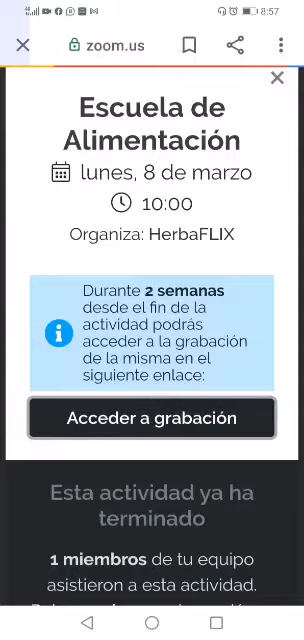 8:57
zoom.us
Escuela de
Alimentación
lunes, 8 de marzo
10:00
Organiza: HerbaFLIX
Durante 2 semanas
desde el fin de la
actividad podrás
acceder a la grabación
de la misma en el
siguiente enlace:
Acceder a grabación
Esta actividad ya ha
terminado
1 miembros de tu equipo
asistieron a esta actividad.